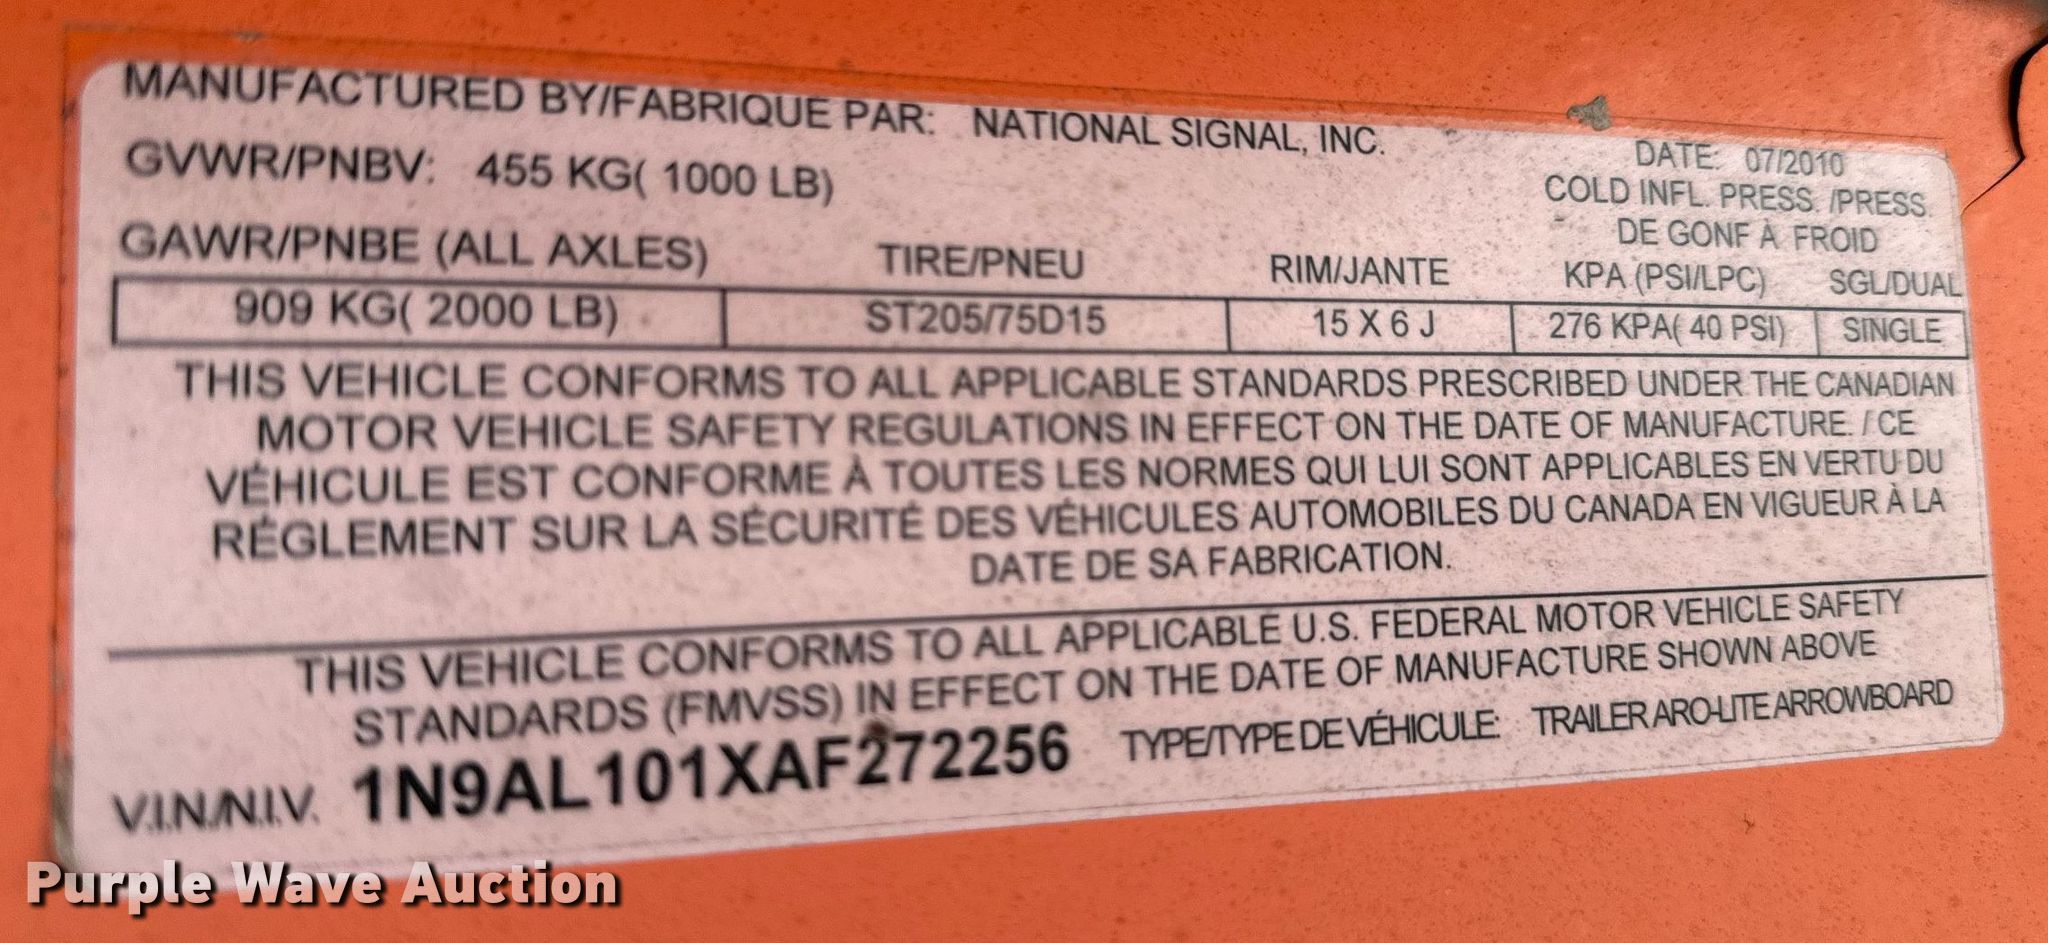 MANUFACTURED BY/FABRIQUE PAR: NATIONAL SIGNAL, INC.
DATE: 07/2010
GVWR/PNBV: 455 KG( 1000 LB)
COLD INFL. PRESS. /PRESS.
DE GONF À FROID
GAWR/PNBE (ALL AXLES) TIRE/PNEU RIM/JANTE KPA (PSI/LPC) SGL/DUAL
909 KG( 2000 LB) ST205/75D15 15 X 6 J 276 KPA( 40 PSI) SINGLE
THIS VEHICLE CONFORMS TO ALL APPLICABLE STANDARDS PRESCRIBED UNDER THE CANADIAN
MOTOR VEHICLE SAFETY REGULATIONS IN EFFECT ON THE DATE OF MANUFACTURE. / CE
VÉHICULE EST CONFORME À TOUTES LES NORMES QUI LUI SONT APPLICABLES EN VERTU DU
RÉGLEMENT SUR LA SÉCURITÉ DES VÉHICULES AUTOMOBILES DU CANADA EN VIGUEUR À LA
DATE DE SA FABRICATION.
THIS VEHICLE CONFORMS TO ALL APPLICABLE U.S. FEDERAL MOTOR VEHICLE SAFETY
STANDARDS (FMVSS) IN EFFECT ON THE DATE OF MANUFACTURE SHOWN ABOVE
V.I.N./N.I.V. 1N9AL101XAF272256 TYPE/TYPE DE VÉHICULE: TRAILER ARO-LITE ARROWBOARD
Purple Wave Auction